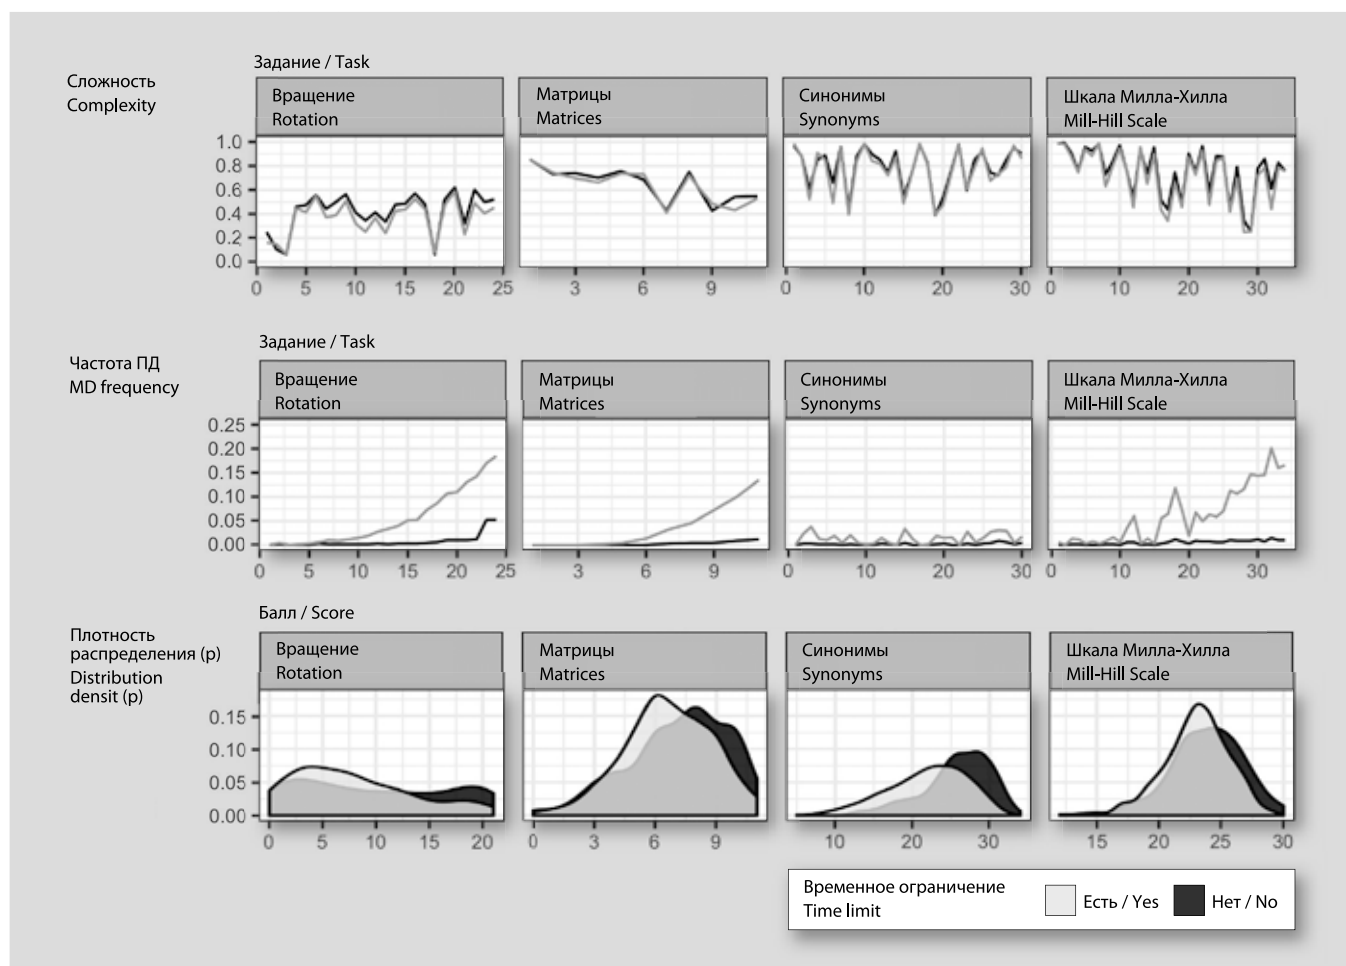 Сложность
Complexity
Задание / Task
Вращение
Rotation
Матрицы
Matrices
Синонимы
Synonyms
Шкала Милла-Хилла
Mill-Hill Scale
1.0
0.8
0.6
0.4
0.2
0.0
0 5 10 15 20 25
3 6 9
0 10 20 30
0 10 20 30
Частота ПД
MD frequency
Задание / Task
Вращение
Rotation
Матрицы
Matrices
Синонимы
Synonyms
Шкала Милла-Хилла
Mill-Hill Scale
0.25
0.20
0.15
0.10
0.05
0.00
0 5 10 15 20 25
3 6 9
0 10 20 30
0 10 20 30
Плотность
распределения (p)
Distribution
densit (p)
Балл / Score
Вращение
Rotation
Матрицы
Matrices
Синонимы
Synonyms
Шкала Милла-Хилла
Mill-Hill Scale
0.15
0.10
0.05
0.00
0 5 10 15 20
0 3 6 9
10 20 30
15 20 25 30
Временное ограничение
Time limit
Есть / Yes
Нет / No